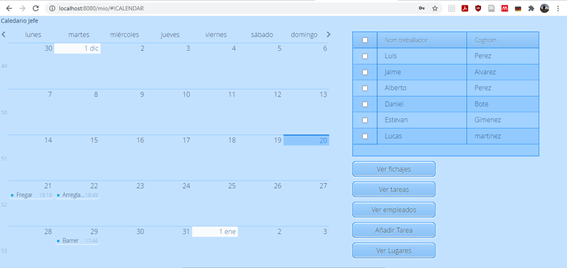 localhost:8080/mio/#!CALENDAR
Caledario Jefe
lunes martes miércoles jueves viernes sábado domingo
30 1 dic 2 3 4 5 6
49
7 8 9 10 11 12 13
50
14 15 16 17 18 19 20
51
21 22 23 24 25 26 27
Fregar 18:16 Arregla... 18:49
52
28 29 30 31 1 ene 2 3
Barrer 17:44
53
Nom treballador Cognom
Luis Perez
Jaime Alvarez
Alberto Perez
Daniel Bote
Estevan Gimenez
Lucas martinez
Ver fichajes
Ver tareas
Ver empleados
Añadir Tarea
Ver Lugares